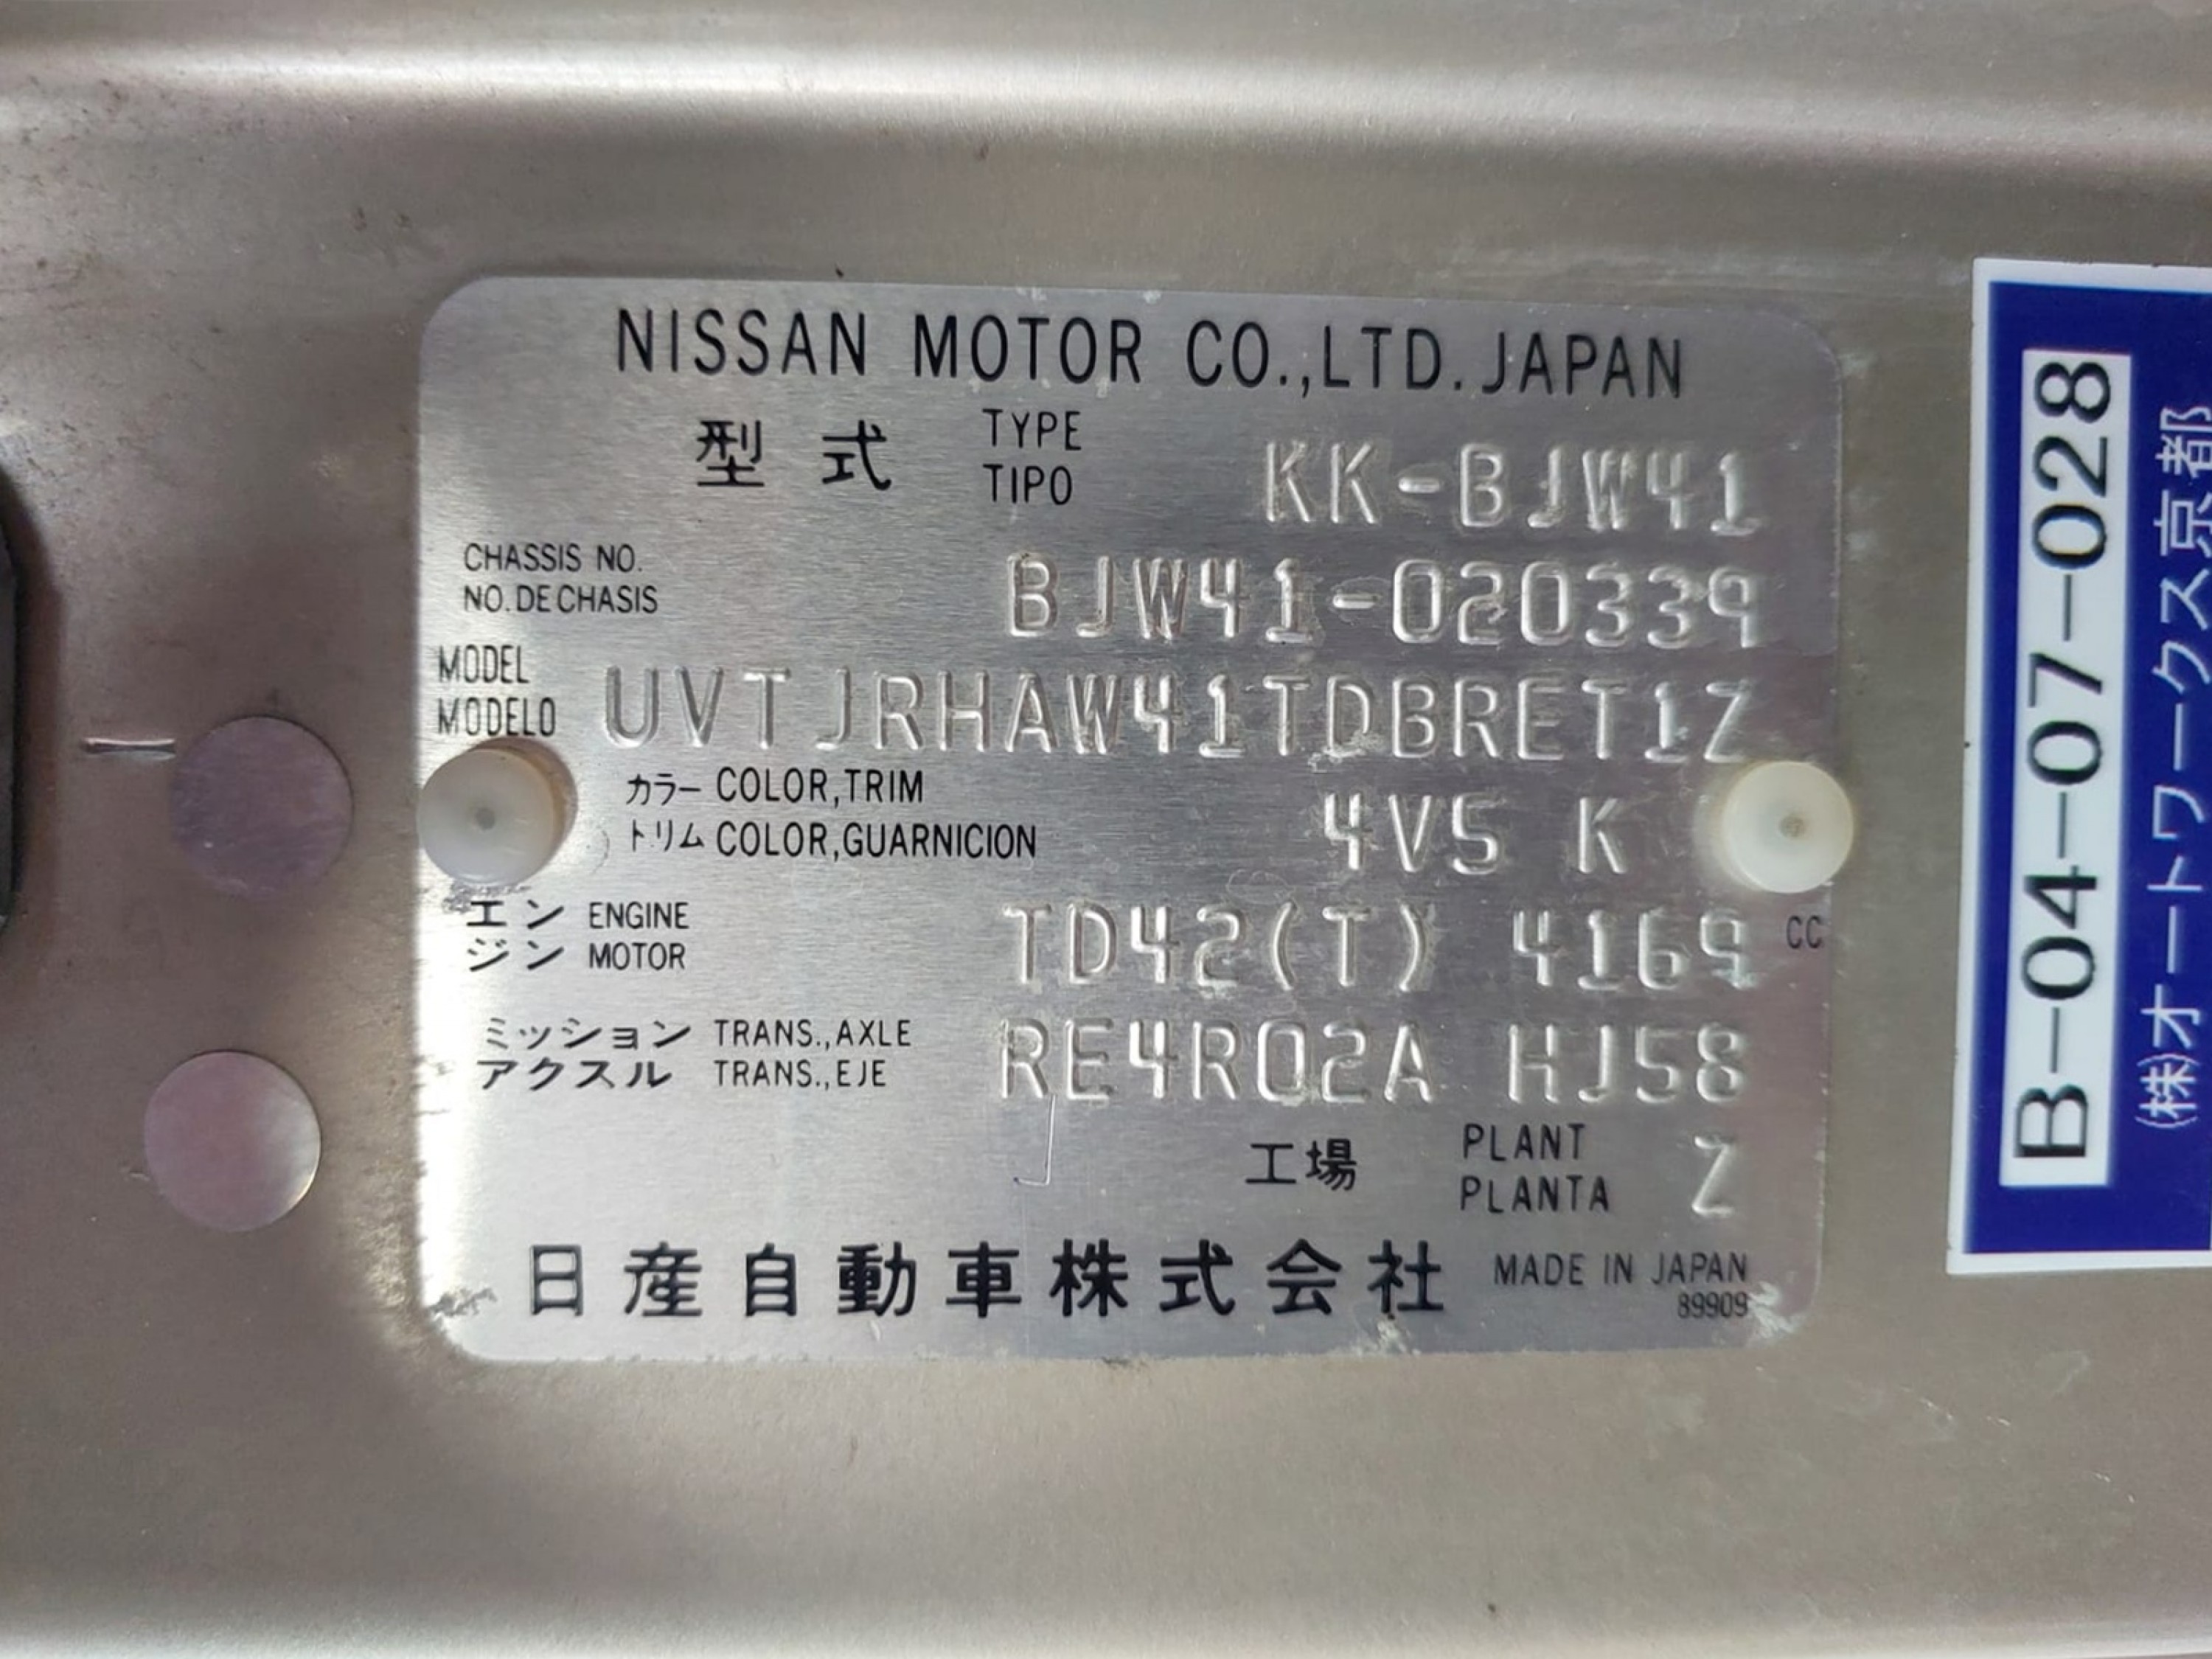 NISSAN MOTOR CO.,LTD.JAPAN
型式 TYPE TIPO KK-BJW41
CHASSIS NO.
NO.DE CHASIS BJW41-020339
MODEL
MODELO UVTJRHAW41TDBRET1Z
カラー COLOR,TRIM
トリム COLOR,GUARNICION 4V5 K
エン ENGINE
ジン MOTOR TD42(T) 4169 CC
ミッション TRANS.,AXLE
アクスル TRANS.,EJE RE4R02A HJ58
工場 PLANT PLANTA Z
日産自動車株式会社 MADE IN JAPAN
89909
B-04-07-028
(株)オートワークス京都